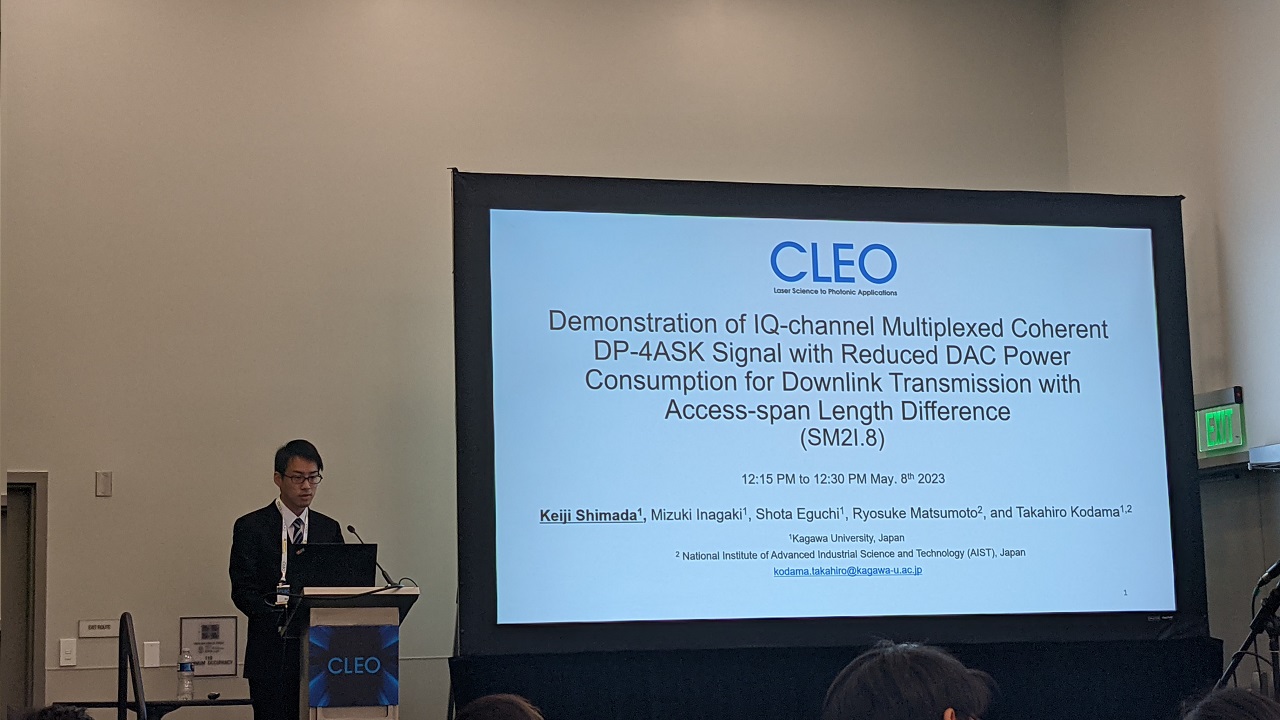 CLEO
Laser Science to Photonic Applications
Demonstration of IQ-channel Multiplexed Coherent
DP-4ASK Signal with Reduced DAC Power
Consumption for Downlink Transmission with
Access-span Length Difference
(SM2I.8)
12:15 PM to 12:30 PM May. 8th 2023
Keiji Shimada1, Mizuki Inagaki1, Shota Eguchi1, Ryosuke Matsumoto2, and Takahiro Kodama1,2
1Kagawa University, Japan
2 National Institute of Advanced Industrial Science and Technology (AIST), Japan
kodama.takahiro@kagawa-u.ac.jp
1
EXIT
CLEO